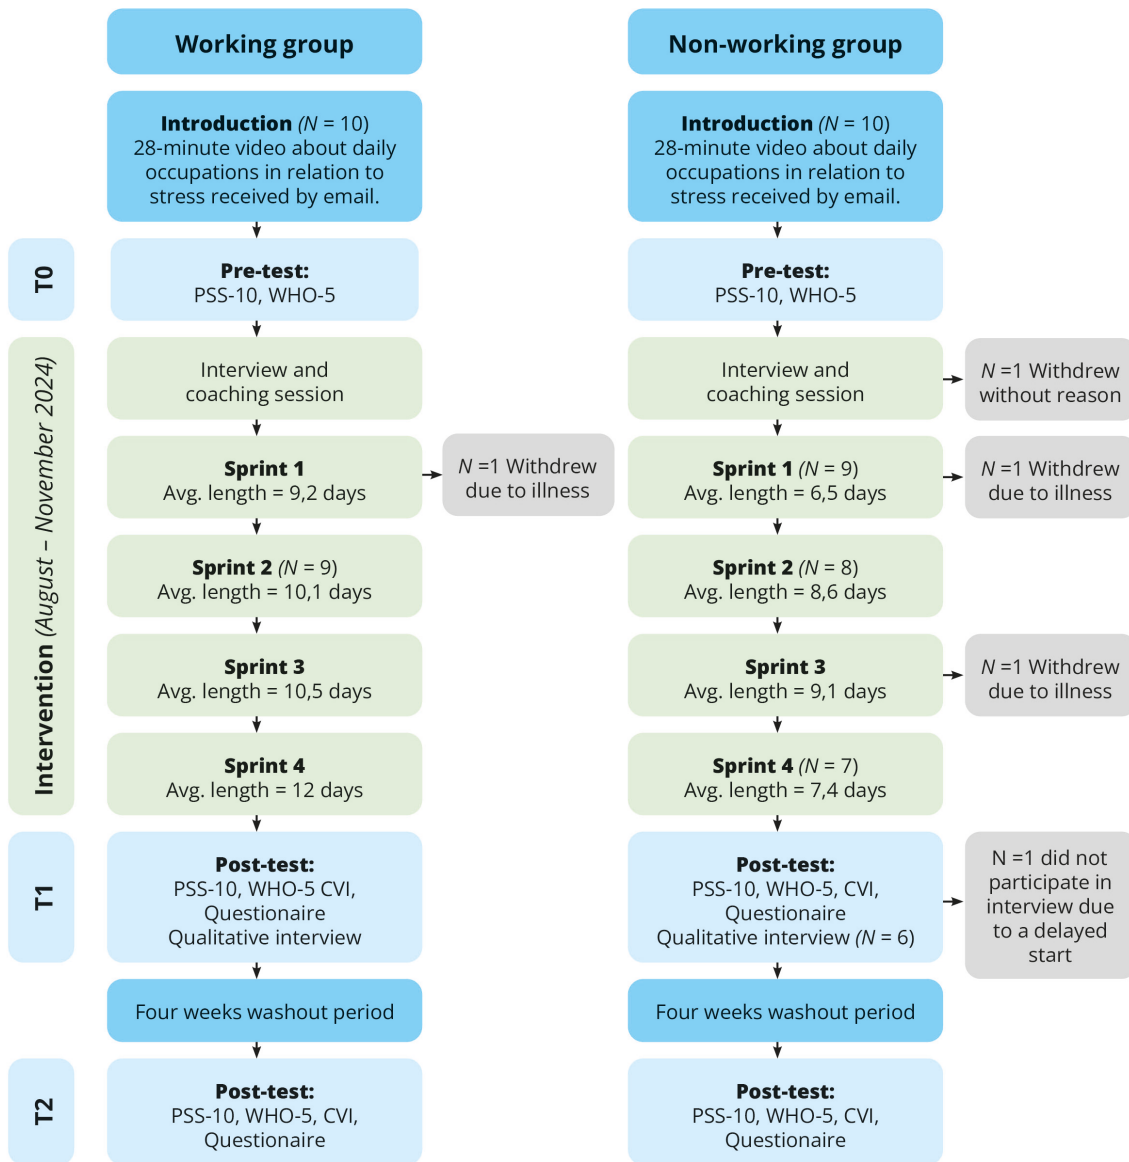 Working group
Non-working group
Introduction (N = 10)
28-minute video about daily
occupations in relation to
stress received by email.
Introduction (N = 10)
28-minute video about daily
occupations in relation to
stress received by email.
T0
Pre-test:
PSS-10, WHO-5
Pre-test:
PSS-10, WHO-5
Intervention (August – November 2024)
Interview and
coaching session
Interview and
coaching session
N =1 Withdrew
without reason
Sprint 1
Avg. length = 9,2 days
N =1 Withdrew
due to illness
Sprint 1 (N = 9)
Avg. length = 6,5 days
N =1 Withdrew
due to illness
Sprint 2 (N = 9)
Avg. length = 10,1 days
Sprint 2 (N = 8)
Avg. length = 8,6 days
Sprint 3
Avg. length = 10,5 days
Sprint 3
Avg. length = 9,1 days
N =1 Withdrew
due to illness
Sprint 4
Avg. length = 12 days
Sprint 4 (N = 7)
Avg. length = 7,4 days
T1
Post-test:
PSS-10, WHO-5 CVI,
Questionaire
Qualitative interview
Post-test:
PSS-10, WHO-5, CVI,
Questionaire
Qualitative interview (N = 6)
N =1 did not
participate in
interview due
to a delayed
start
Four weeks washout period
Four weeks washout period
T2
Post-test:
PSS-10, WHO-5, CVI,
Questionaire
Post-test:
PSS-10, WHO-5, CVI,
Questionaire